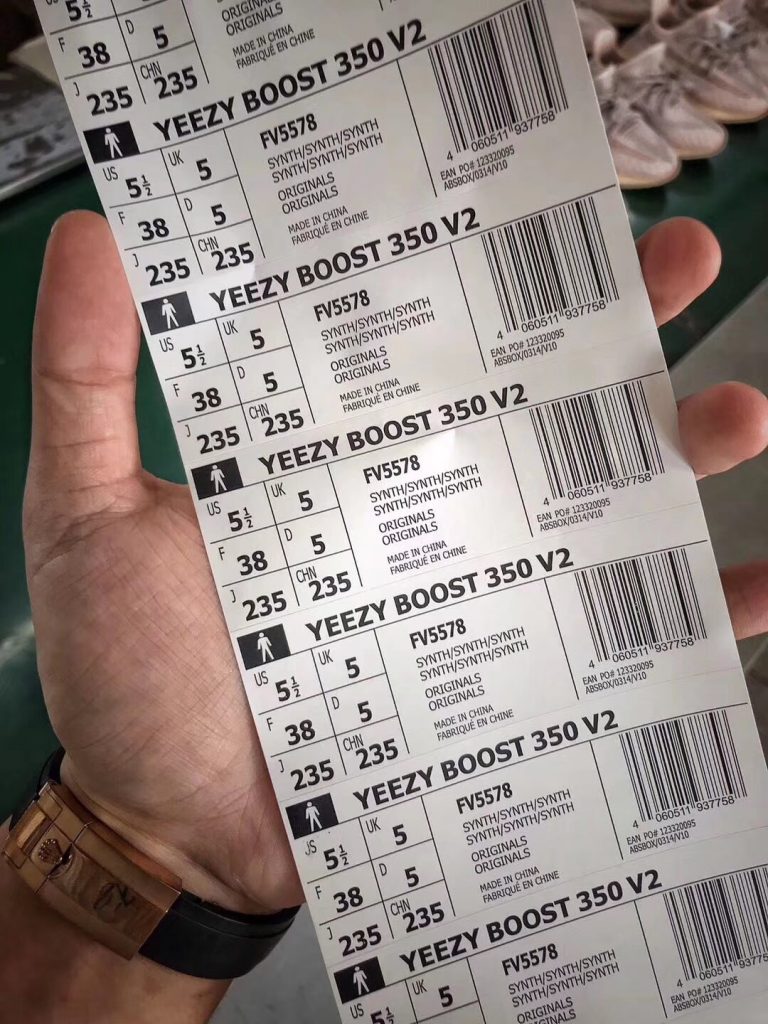 US 5½
F 38 D 5
J 235 CHN 235
ORIGINALS
ORIGINALS
MADE IN CHINA
FABRIQUÉ EN CHINE
YEEZY BOOST 350 V2
US 5½ UK 5
F 38 D 5
J 235 CHN 235
FV5578
SYNTH/SYNTH/SYNTH
SYNTH/SYNTH/SYNTH
ORIGINALS
ORIGINALS
MADE IN CHINA
FABRIQUÉ EN CHINE
4 060511 937758
EAN PO# 123320095
ABSBOX/0314/V10
YEEZY BOOST 350 V2
US 5½ UK 5
F 38 D 5
J 235 CHN 235
FV5578
SYNTH/SYNTH/SYNTH
SYNTH/SYNTH/SYNTH
ORIGINALS
ORIGINALS
MADE IN CHINA
FABRIQUÉ EN CHINE
4 060511 937758
EAN PO# 123320095
ABSBOX/0314/V10
YEEZY BOOST 350 V2
US 5½ UK 5
F 38 D 5
J 235 CHN 235
FV5578
SYNTH/SYNTH/SYNTH
SYNTH/SYNTH/SYNTH
ORIGINALS
ORIGINALS
MADE IN CHINA
FABRIQUÉ EN CHINE
4 060511 937758
EAN PO# 123320095
ABSBOX/0314/V10
YEEZY BOOST 350 V2
US 5½ UK 5
F 38 D 5
J 235 CHN 235
FV5578
SYNTH/SYNTH/SYNTH
SYNTH/SYNTH/SYNTH
ORIGINALS
ORIGINALS
MADE IN CHINA
FABRIQUÉ EN CHINE
4 060511 937758
EAN PO# 123320095
ABSBOX/0314/V10
YEEZY BOOST 350 V2
US 5½ UK 5
F 38 D 5
J 235 CHN 235
FV5578
SYNTH/SYNTH/SYNTH
SYNTH/SYNTH/SYNTH
ORIGINALS
ORIGINALS
MADE IN CHINA
FABRIQUÉ EN CHINE
4 060511 937758
EAN PO# 123320095
ABSBOX/0314/V10
YEEZY BOOST 350 V2
US 5½ UK 5
FV5578
SYNTH/SYNTH/SYNTH
SYNTH/SYNTH/SYNTH
ORIGINALS
ORIGINALS
4 060511 93775
EAN PO# 123320095
ABSBOX/0314/V10